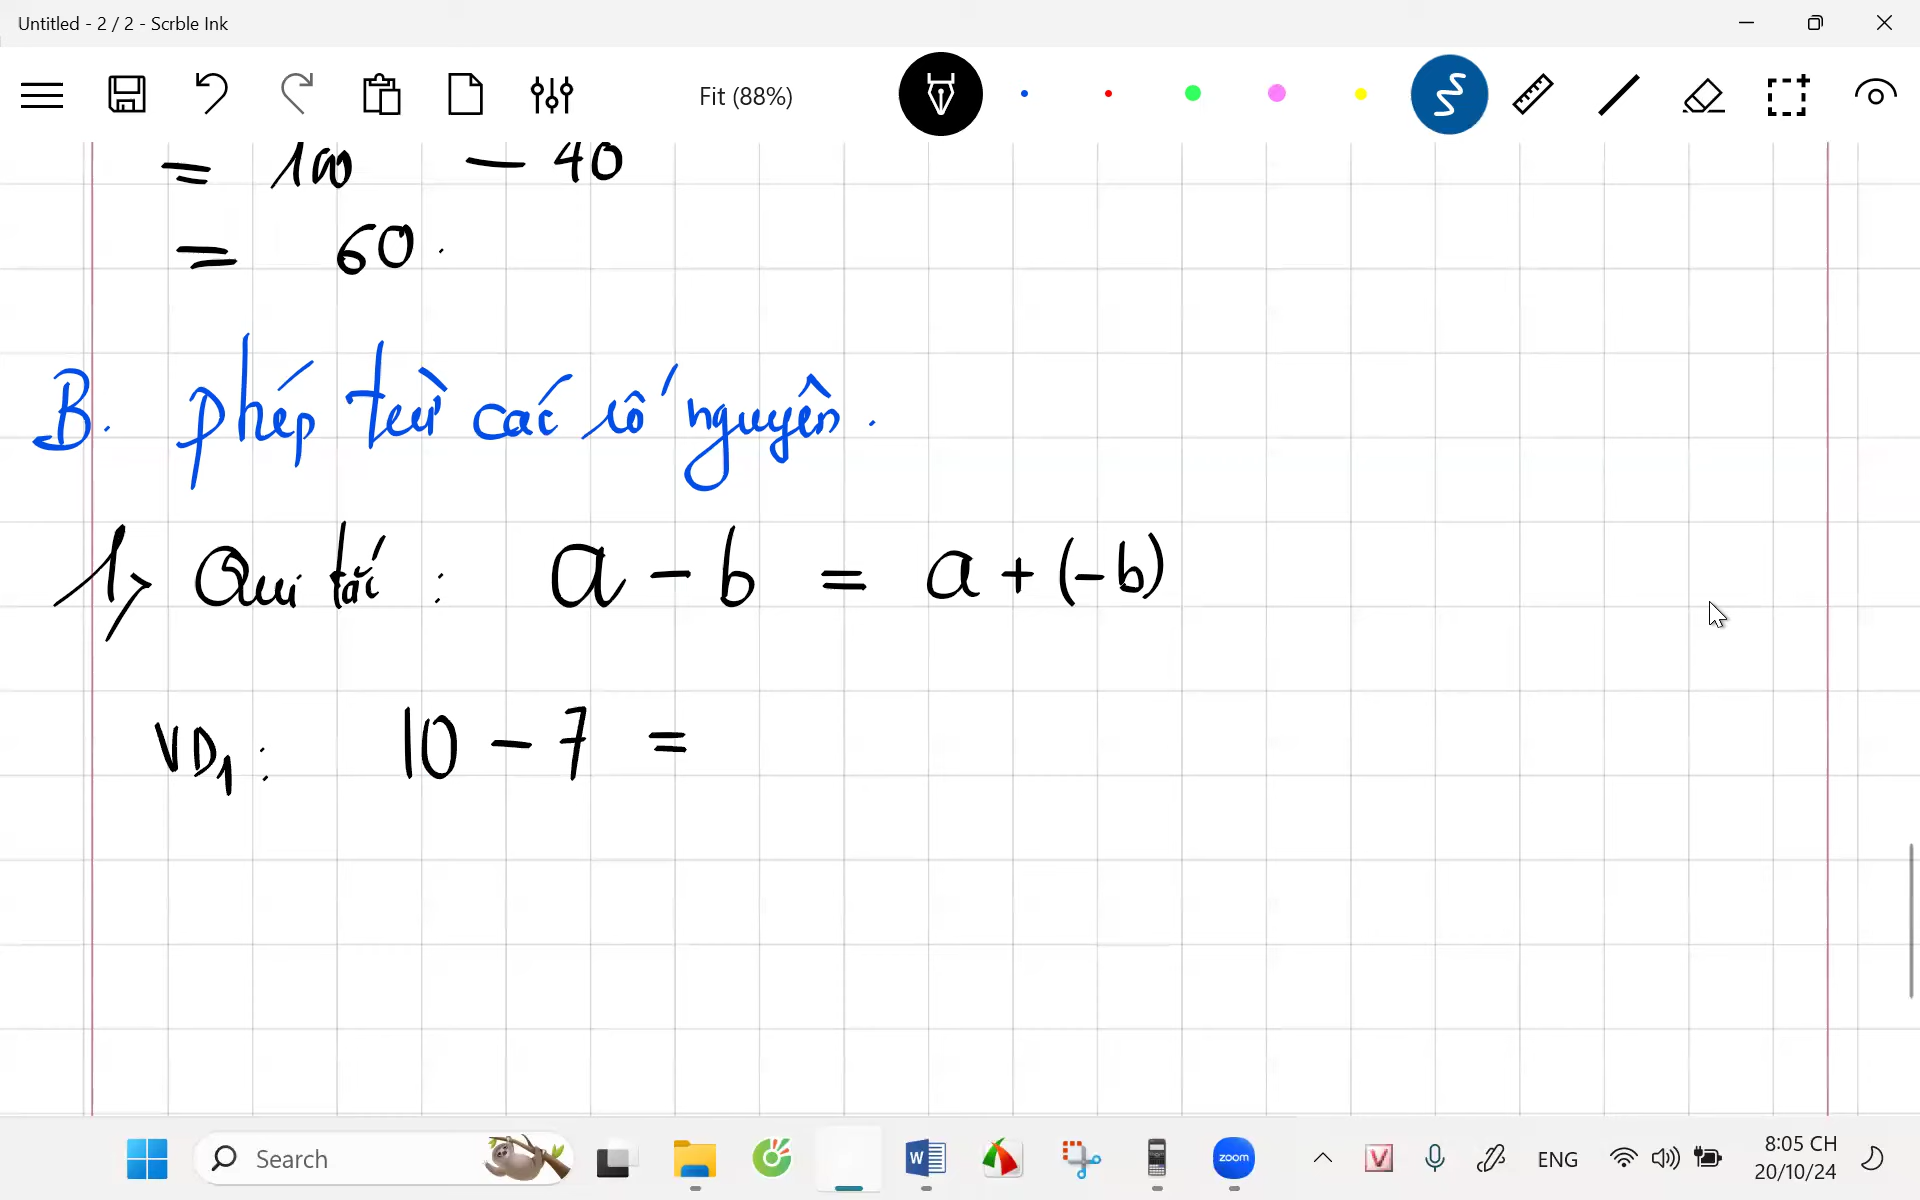 Untitled - 2 / 2 - Scrble Ink
Fit (88%)
= 100 - 40
= 60.
B. phép trừ các số nguyên.
1, Qui tắc : a - b = a + (-b)
VD1 : 10 - 7 =
Search
W
zoom
V
ENG
8:05 CH
20/10/24